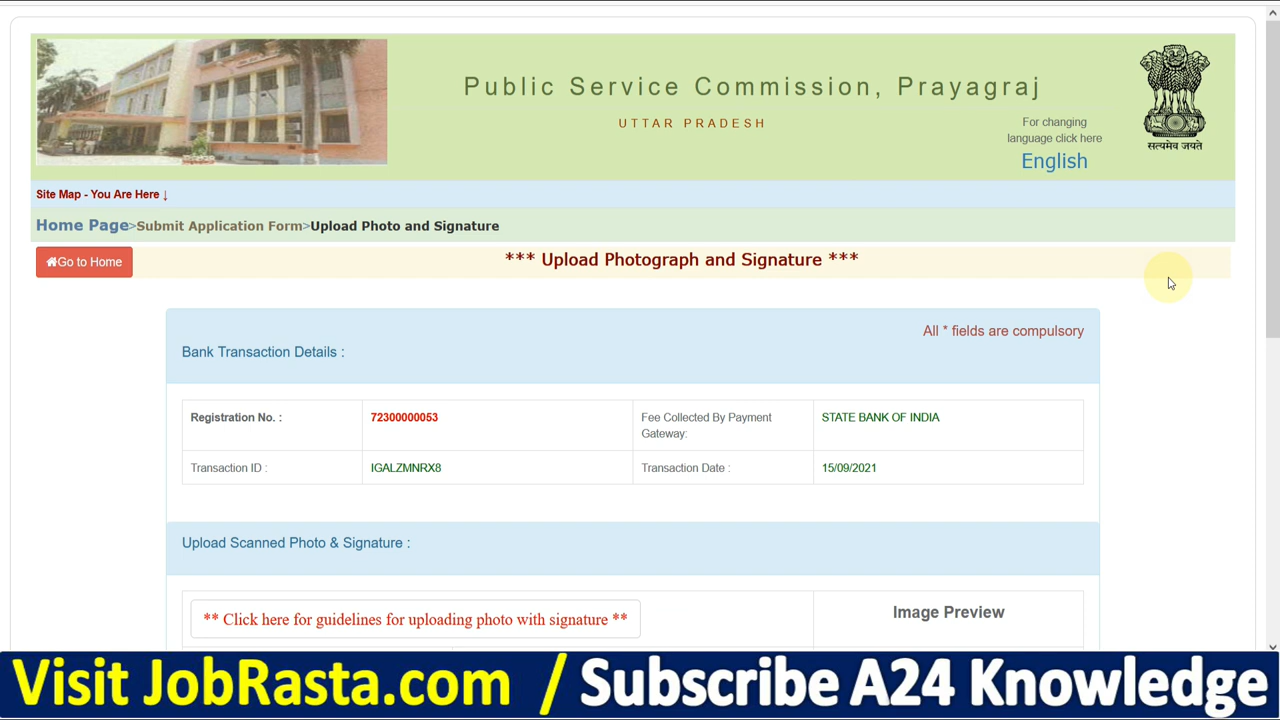 Public Service Commission, Prayagraj
UTTAR PRADESH
For changing
language click here
English
सत्यमेव जयते
Site Map - You Are Here ↓
Home Page>Submit Application Form>Upload Photo and Signature
Go to Home
*** Upload Photograph and Signature ***
All * fields are compulsory
Bank Transaction Details :
Registration No. : 72300000053 Fee Collected By Payment Gateway: STATE BANK OF INDIA
Transaction ID : IGALZMNRX8 Transaction Date : 15/09/2021
Upload Scanned Photo & Signature :
** Click here for guidelines for uploading photo with signature **
Image Preview
Visit JobRasta.com / Subscribe A24 Knowledge